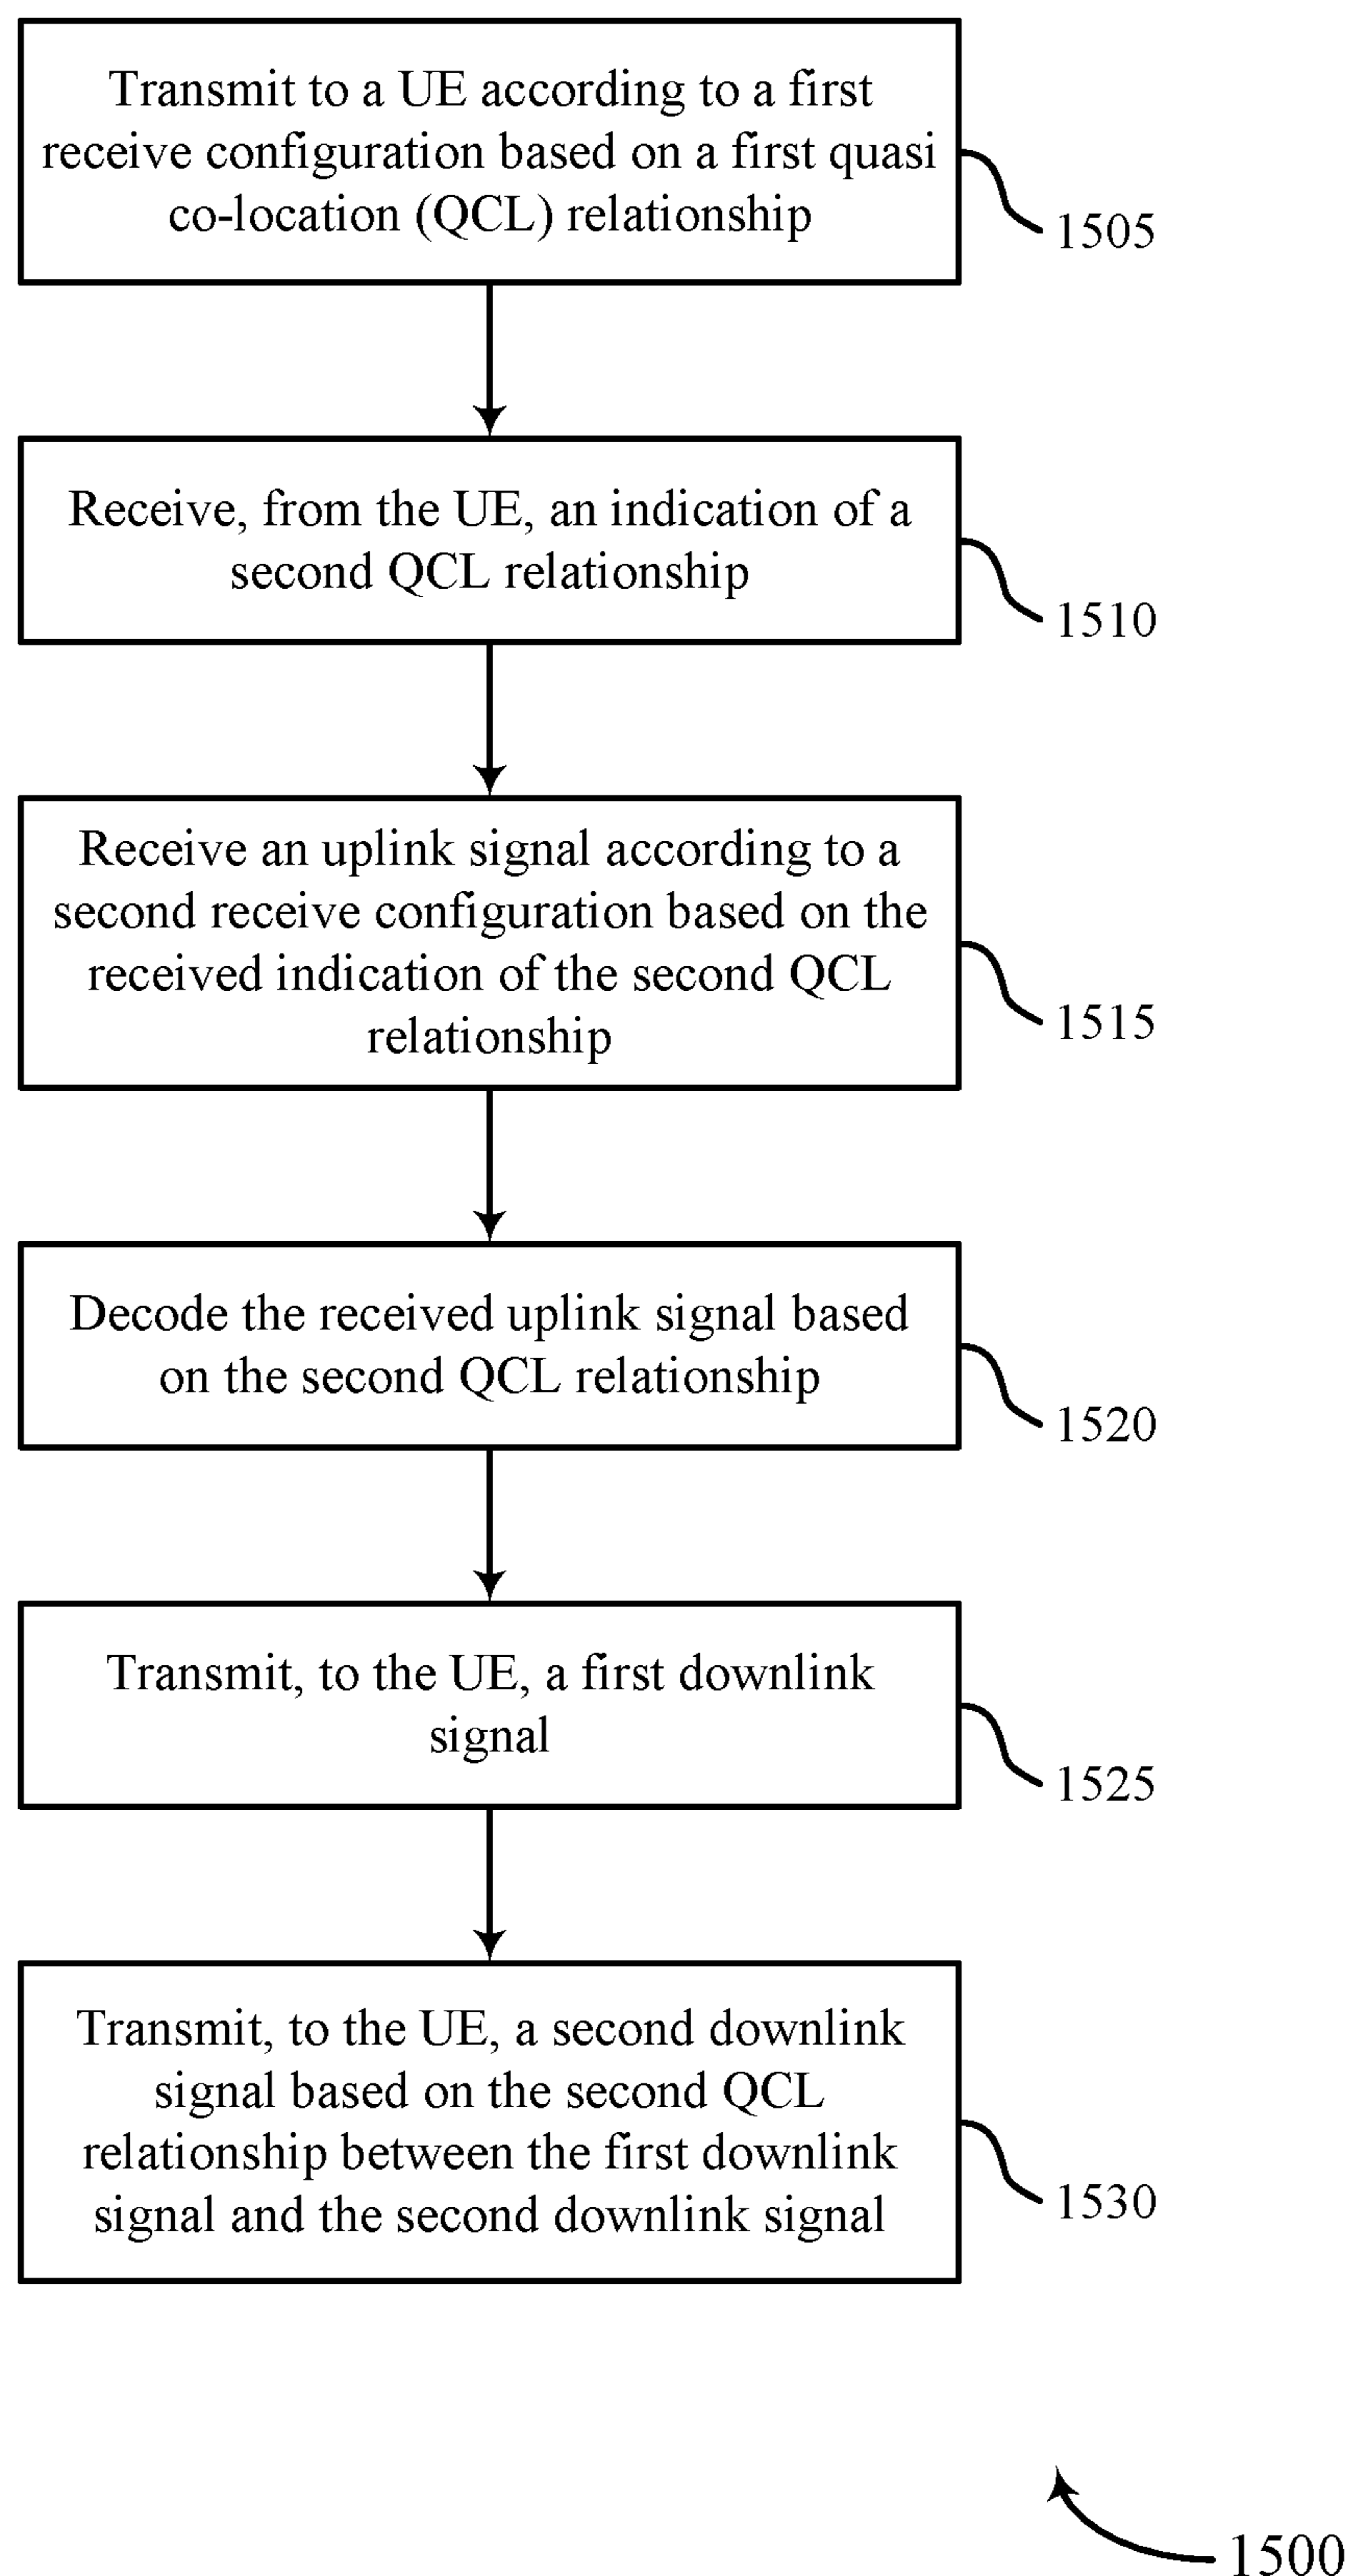 Transmit to a UE according to a first
receive configuration based on a first quasi
co-location (QCL) relationship
1505
Receive, from the UE, an indication of a
second QCL relationship
1510
Receive an uplink signal according to a
second receive configuration based on the
received indication of the second QCL
relationship
1515
Decode the received uplink signal based
on the second QCL relationship
1520
Transmit, to the UE, a first downlink
signal
1525
Transmit, to the UE, a second downlink
signal based on the second QCL
relationship between the first downlink
signal and the second downlink signal
1530
1500